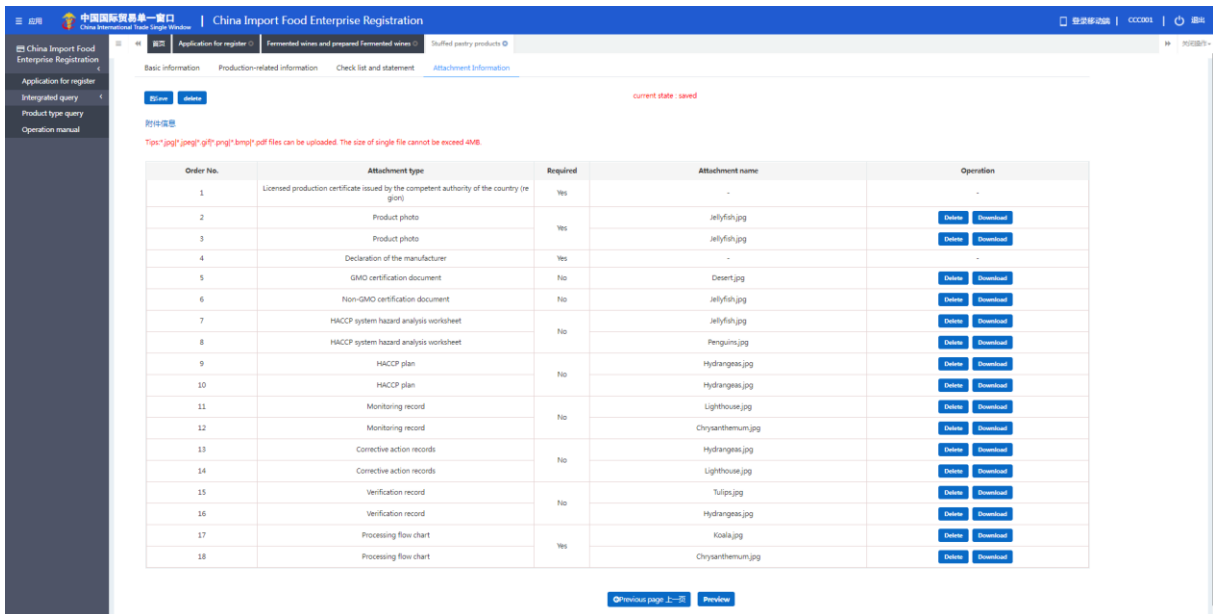 ☰ 应用
中国国际贸易单一窗口
China International Trade Single Window
| China Import Food Enterprise Registration
登录移动端 | CCC001 | 退出
China Import Food
Enterprise Registration
Application for register
Intergrated query
Product type query
Operation manual
首页 Application for register Fermented wines and prepared Fermented wines Stuffed pastry products
关闭操作
Basic information Production-related information Check list and statement Attachment Information
Save delete current state : saved
附件信息
Tips:*.jpg|*.jpeg|*.gif|*.png|*.bmp|*.pdf files can be uploaded. The size of single file cannot be exceed 4MB.
Order No. Attachment type Required Attachment name Operation
1 Licensed production certificate issued by the competent authority of the country (re
gion) Yes - -
2 Product photo Yes Jellyfish.jpg Delete Download
3 Product photo Jellyfish.jpg Delete Download
4 Declaration of the manufacturer Yes - -
5 GMO certification document No Desert.jpg Delete Download
6 Non-GMO certification document No Jellyfish.jpg Delete Download
7 HACCP system hazard analysis worksheet No Jellyfish.jpg Delete Download
8 HACCP system hazard analysis worksheet Penguins.jpg Delete Download
9 HACCP plan No Hydrangeas.jpg Delete Download
10 HACCP plan Hydrangeas.jpg Delete Download
11 Monitoring record No Lighthouse.jpg Delete Download
12 Monitoring record Chrysanthemum.jpg Delete Download
13 Corrective action records No Hydrangeas.jpg Delete Download
14 Corrective action records Lighthouse.jpg Delete Download
15 Verification record No Tulips.jpg Delete Download
16 Verification record Hydrangeas.jpg Delete Download
17 Processing flow chart Yes Koala.jpg Delete Download
18 Processing flow chart Chrysanthemum.jpg Delete Download
Previous page 上一页 Preview